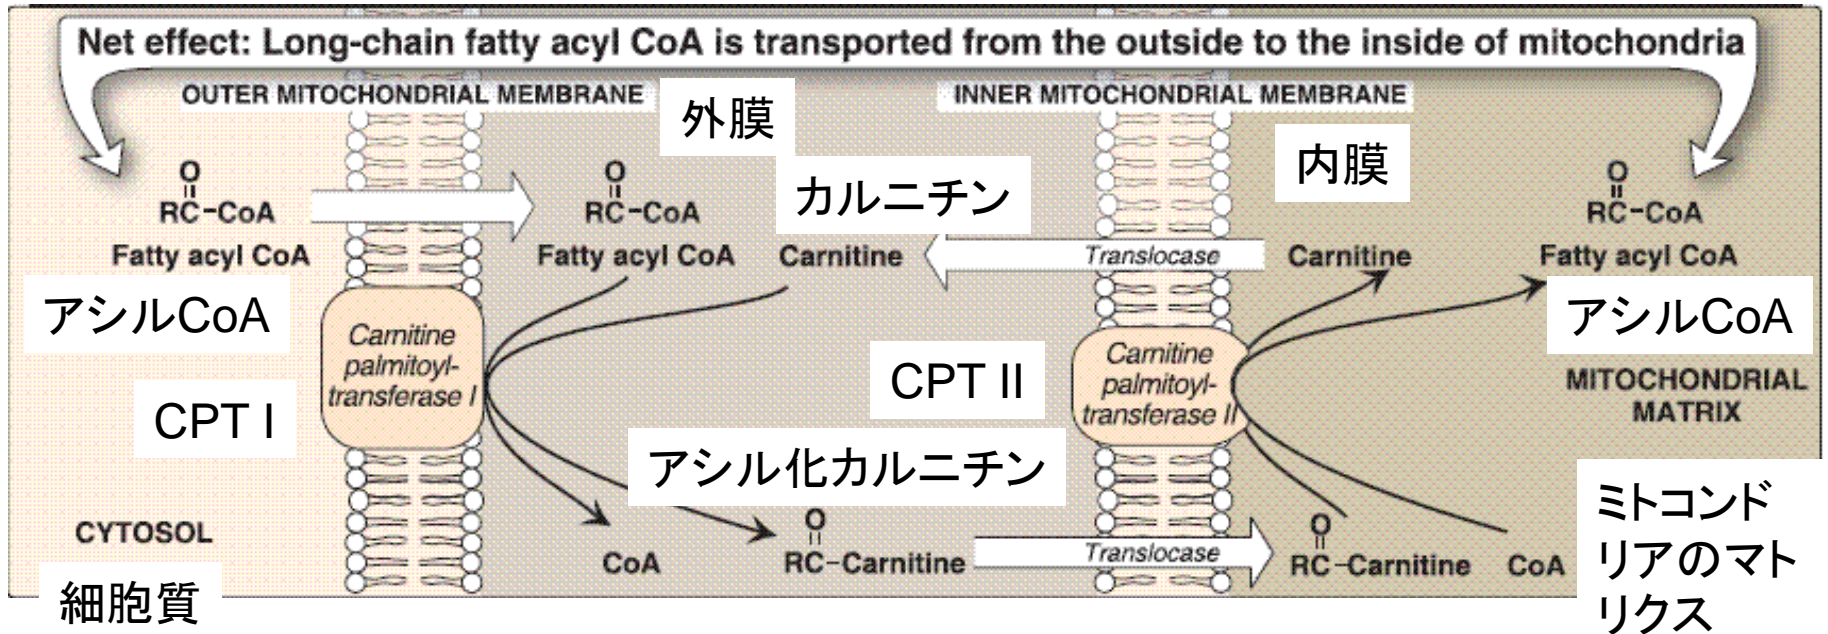 Net effect: Long-chain fatty acyl CoA is transported from the outside to the inside of mitochondria
OUTER MITOCHONDRIAL MEMBRANE
外膜
INNER MITOCHONDRIAL MEMBRANE
内膜
O
RC-CoA
Fatty acyl CoA
アシルCoA
O
RC-CoA
Fatty acyl CoA
カルニチン
Carnitine
Translocase
Carnitine
O
RC-CoA
Fatty acyl CoA
アシルCoA
Carnitine
palmitoyl-
transferase I
CPT I
CPT II
Carnitine
palmitoyl-
transferase II
MITOCHONDRIAL
MATRIX
ミトコンド
リアのマト
リクス
アシル化カルニチン
CYTOSOL
細胞質
CoA
O
RC-Carnitine
Translocase
O
RC-Carnitine
CoA